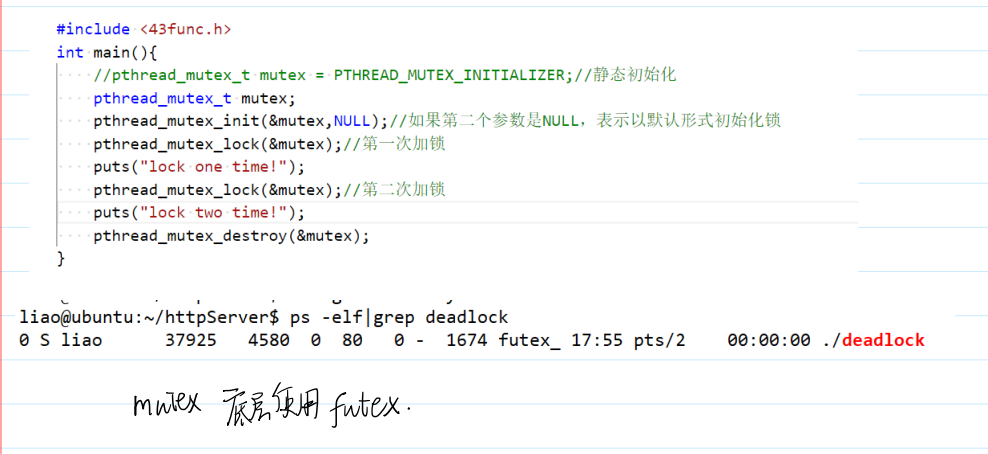 #include <43func.h>
int main(){
//pthread_mutex_t mutex = PTHREAD_MUTEX_INITIALIZER;//静态初始化
pthread_mutex_t mutex;
pthread_mutex_init(&mutex,NULL);//如果第二个参数是NULL，表示以默认形式初始化锁
pthread_mutex_lock(&mutex);//第一次加锁
puts("lock one time!");
pthread_mutex_lock(&mutex);//第二次加锁
puts("lock two time!");
pthread_mutex_destroy(&mutex);
}
liao@ubuntu:~/httpServer$ ps -elf|grep deadlock
0 S liao 37925 4580 0 80 0 - 1674 futex_ 17:55 pts/2 00:00:00 ./deadlock
mutex 底层使用 futex.